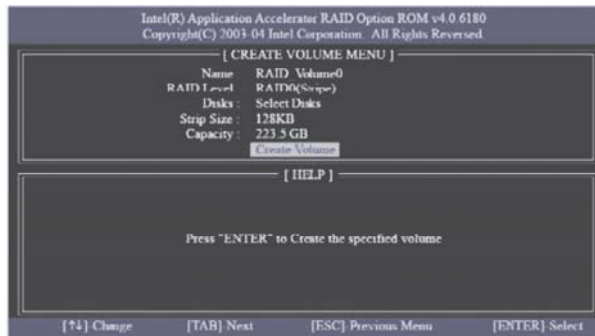 Intel(R) Application Accelerator RAID Option ROM v4.0.6180
Copyright(C) 2003-04 Intel Corporation. All Rights Reversed.
[ CREATE VOLUME MENU ]
Name RAID_Volume0
RAID Level RAID0(Stripe)
Disks : Select Disks
Strip Size : 128KB
Capacity : 223.5 GB
Create Volume
[ HELP ]
Press "ENTER" to Create the specified volume
[↑↓]-Change [TAB]-Next [ESC]-Previous Menu [ENTER]-Select